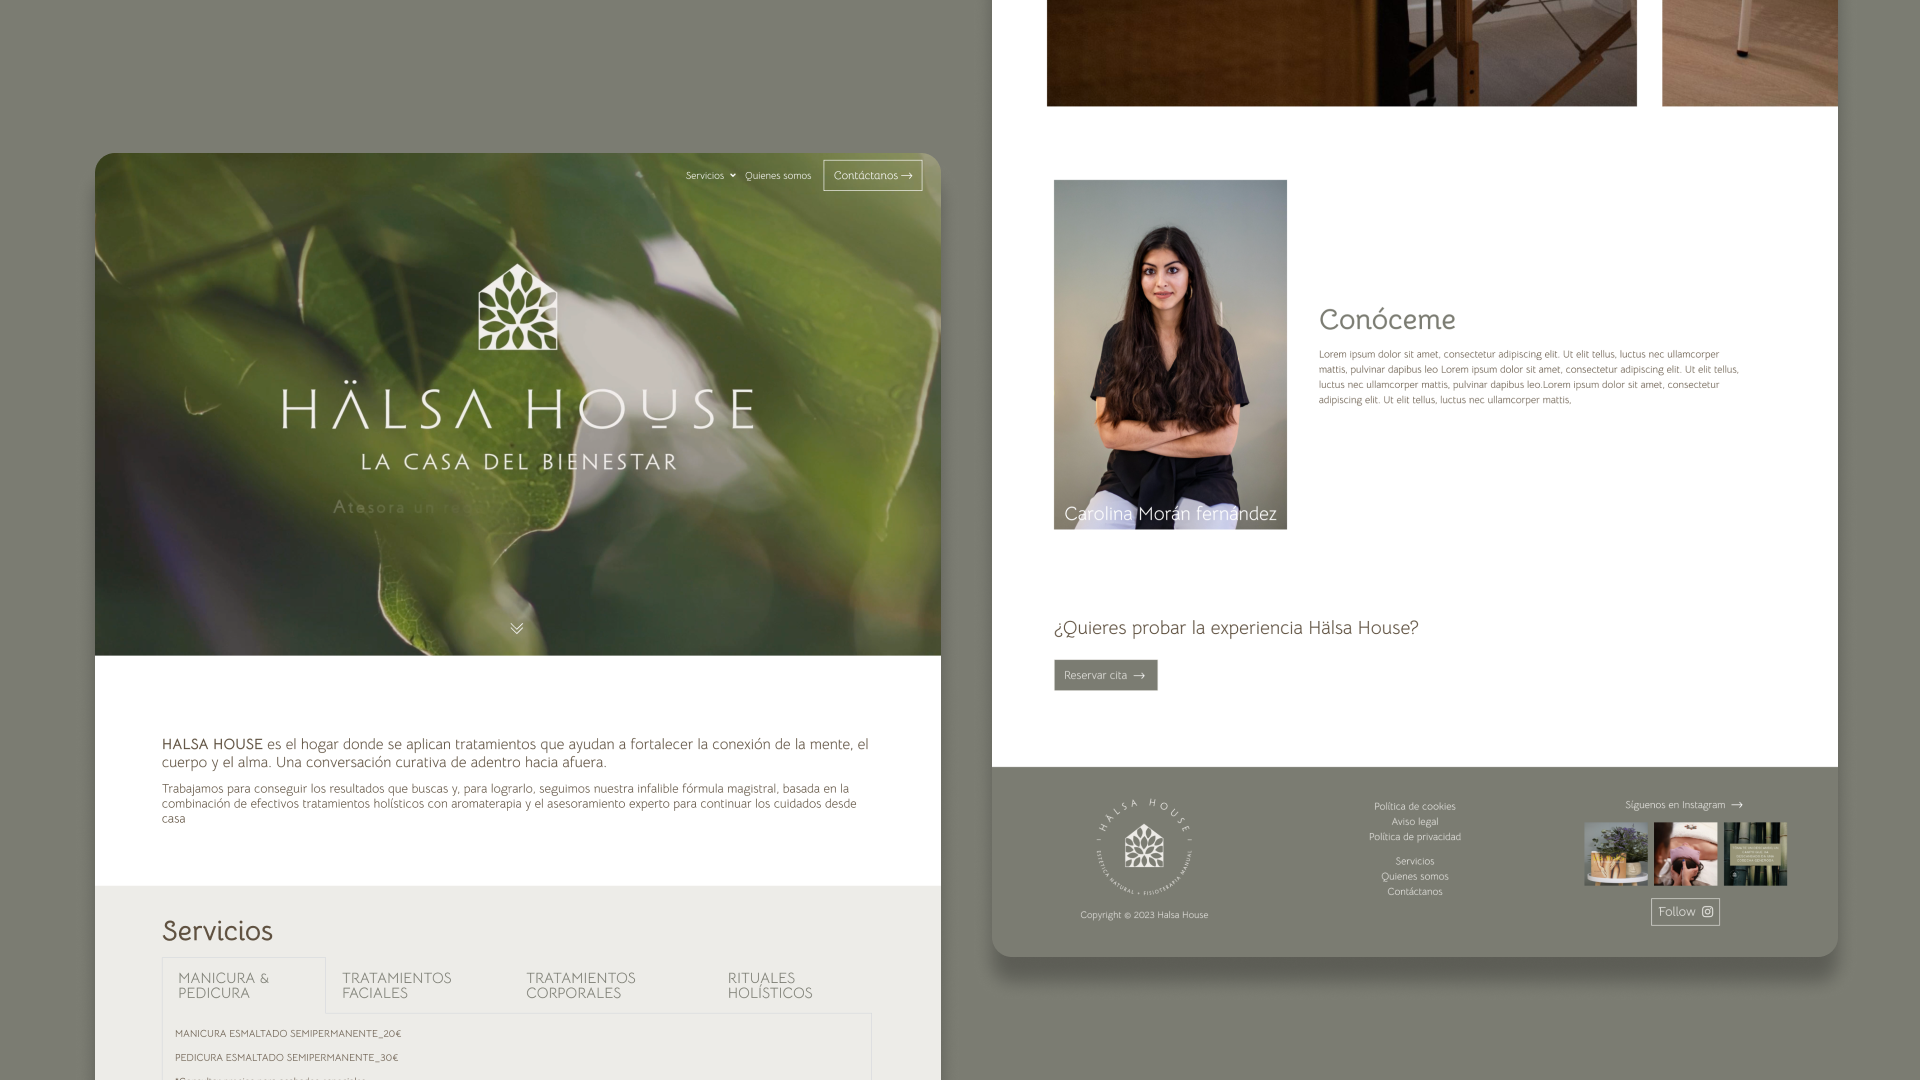 Servicios
Quienes somos
Contáctanos
HÄLSA HOUSE
LA CASA DEL BIENESTAR
Atesora un
HALSA HOUSE es el hogar donde se aplican tratamientos que ayudan a fortalecer la conexión de la mente, el
cuerpo y el alma. Una conversación curativa de adentro hacia afuera.
Trabajamos para conseguir los resultados que buscas y, para lograrlo, seguimos nuestra infalible fórmula magistral, basada en la
combinación de efectivos tratamientos holísticos con aromaterapia y el asesoramiento experto para continuar los cuidados desde
casa
Servicios
MANICURA &
PEDICURA
TRATAMIENTOS
FACIALES
TRATAMIENTOS
CORPORALES
RITUALES
HOLÍSTICOS
MANICURA ESMALTADO SEMIPERMANENTE_20€
PEDICURA ESMALTADO SEMIPERMANENTE_30€
Carolina Morán fernández
Conóceme
Lorem ipsum dolor sit amet, consectetur adipiscing elit. Ut elit tellus, luctus nec ullamcorper
mattis, pulvinar dapibus leo Lorem ipsum dolor sit amet, consectetur adipiscing elit. Ut elit tellus,
luctus nec ullamcorper mattis, pulvinar dapibus leo.Lorem ipsum dolor sit amet, consectetur
adipiscing elit. Ut elit tellus, luctus nec ullamcorper mattis,
¿Quieres probar la experiencia Hälsa House?
Reservar cita
HÄLSA HOUSE
ESTÉTICA NATURAL + FISIOTERAPIA MANUAL
Copyright © 2023 Halsa House
Política de cookies
Aviso legal
Política de privacidad
Servicios
Quienes somos
Contáctanos
Síguenos en Instagram
Follow